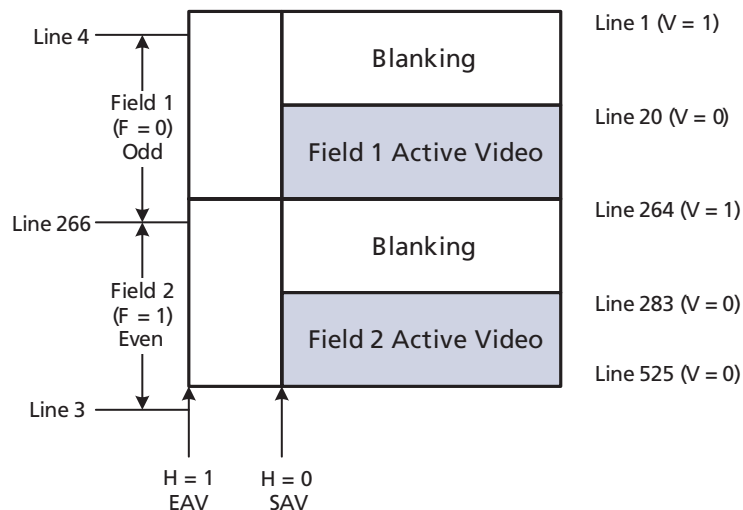 Line 4
Field 1
(F = 0)
Odd
Line 266
Field 2
(F = 1)
Even
Line 3
Blanking
Field 1 Active Video
Blanking
Field 2 Active Video
Line 1 (V = 1)
Line 20 (V = 0)
Line 264 (V = 1)
Line 283 (V = 0)
Line 525 (V = 0)
H = 1
EAV
H = 0
SAV